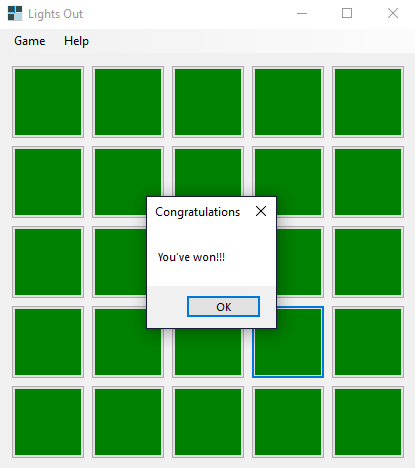 Lights Out
Game Help
Congratulations
You've won!!!
OK